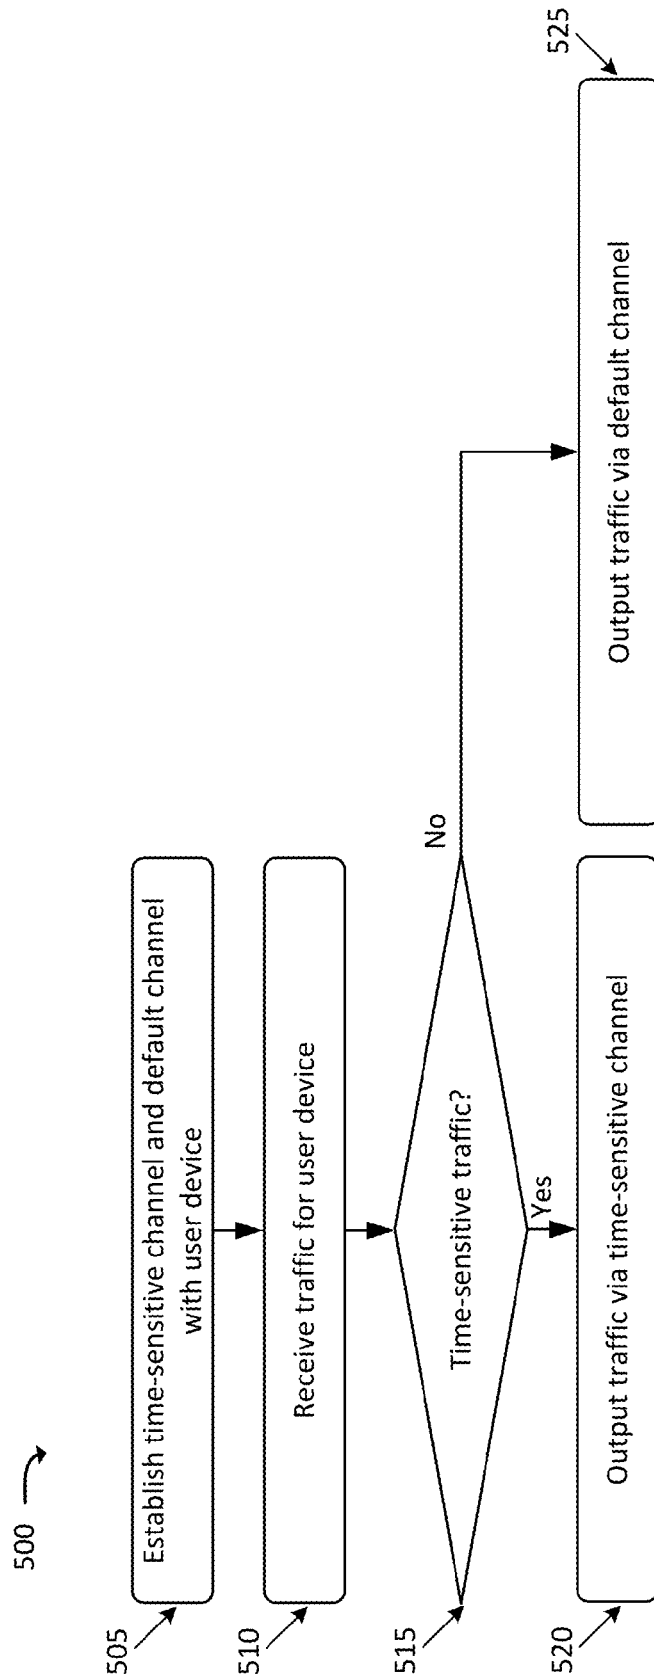 500
505
Establish time-sensitive channel and default channel
with user device
510
Receive traffic for user device
515
Time-sensitive traffic?
No
Yes
520
Output traffic via time-sensitive channel
525
Output traffic via default channel